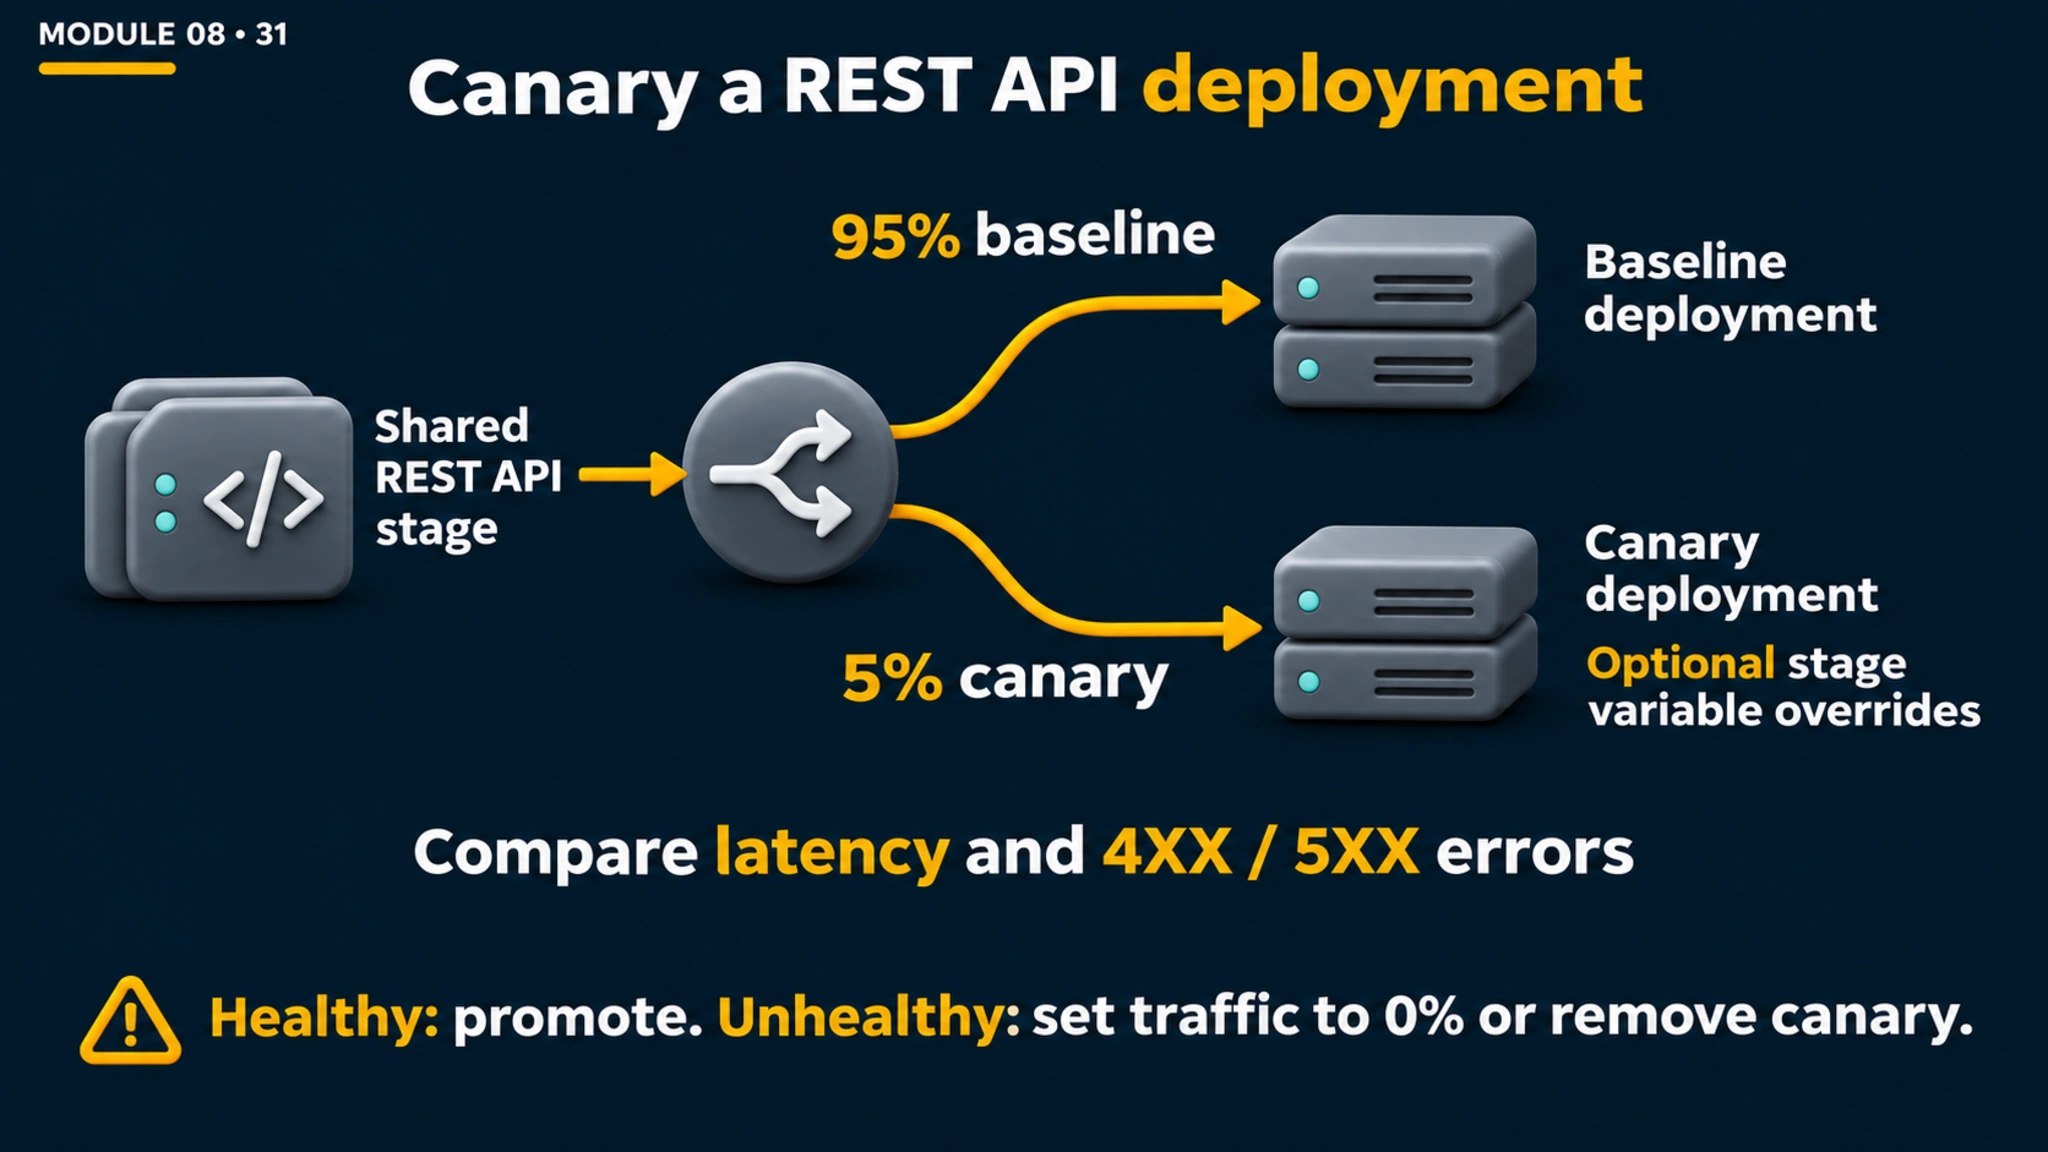 MODULE 08 • 31
Canary a REST API deployment
95% baseline
Baseline
deployment
Shared
REST API
stage
</>
Canary
deployment
Optional stage
variable overrides
5% canary
Compare latency and 4XX / 5XX errors
Healthy: promote. Unhealthy: set traffic to 0% or remove canary.